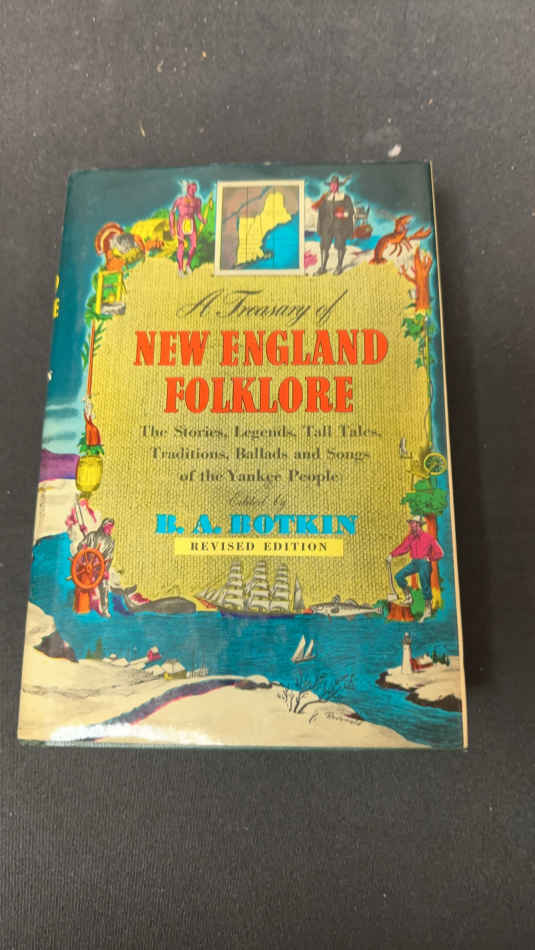 A Treasury of
NEW ENGLAND
FOLKLORE
The Stories, Legends, Tall Tales,
Traditions, Ballads and Songs
of the Yankee People
Edited by
B. A. BOTKIN
REVISED EDITION